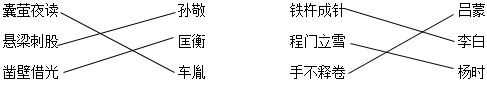 囊萤夜读 孙敬 铁杵成针 吕蒙
悬梁刺股 匡衡 程门立雪 李白
凿壁借光 车胤 手不释卷 杨时